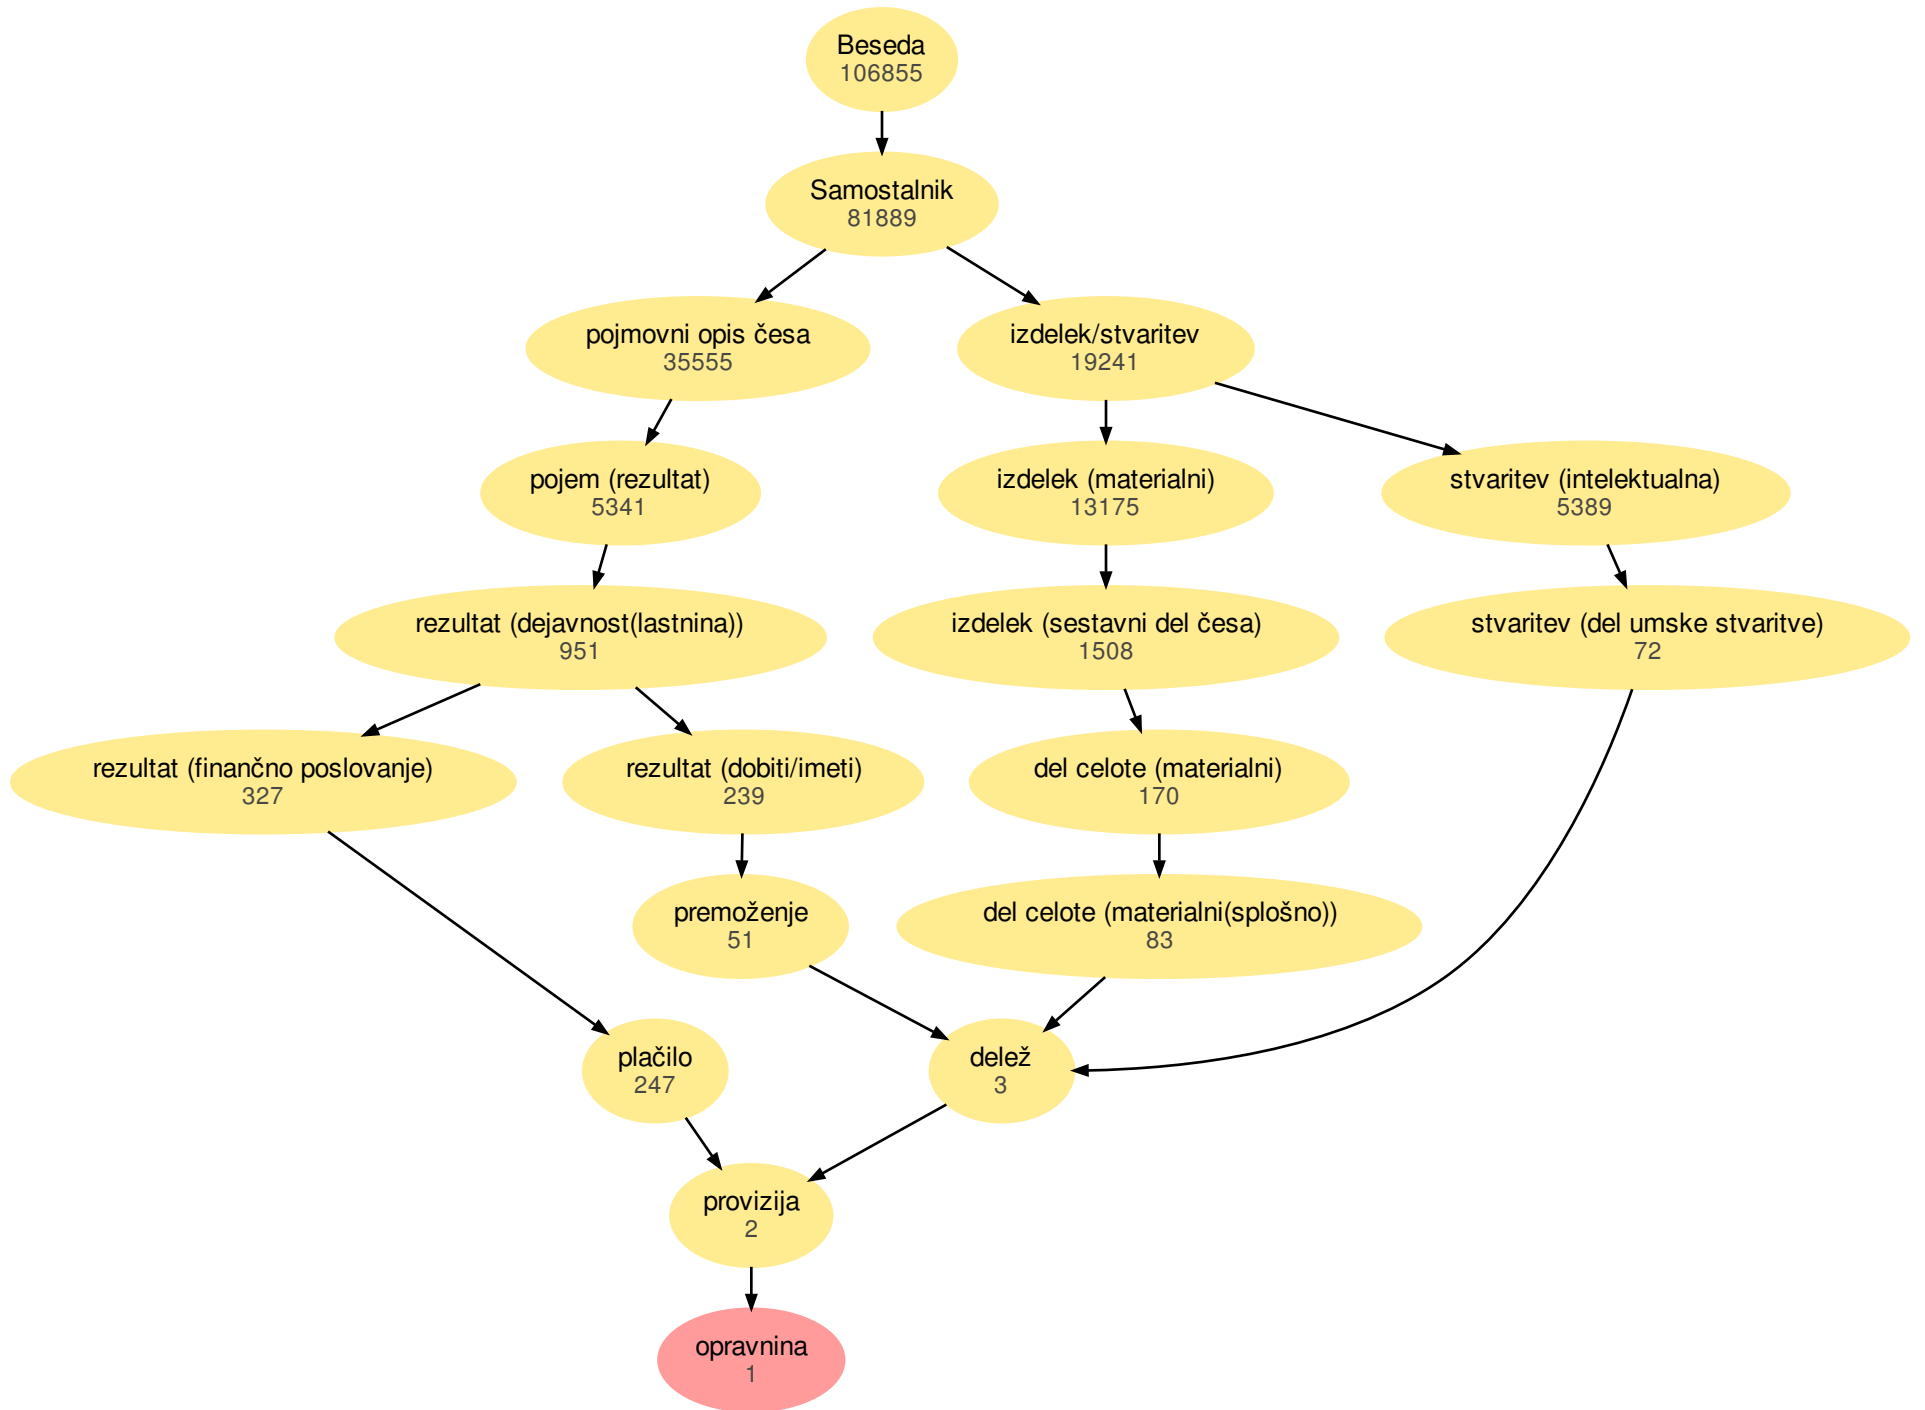 Beseda
106855
Samostalnik
81889
pojmovni opis česa
35555
izdelek/stvaritev
19241
pojem (rezultat)
5341
izdelek (materialni)
13175
stvaritev (intelektualna)
5389
rezultat (dejavnost(lastnina))
951
izdelek (sestavni del česa)
1508
stvaritev (del umske stvaritve)
72
rezultat (finančno poslovanje)
327
rezultat (dobiti/imeti)
239
del celote (materialni)
170
premoženje
51
del celote (materialni(splošno))
83
plačilo
247
delež
3
provizija
2
opravnina
1